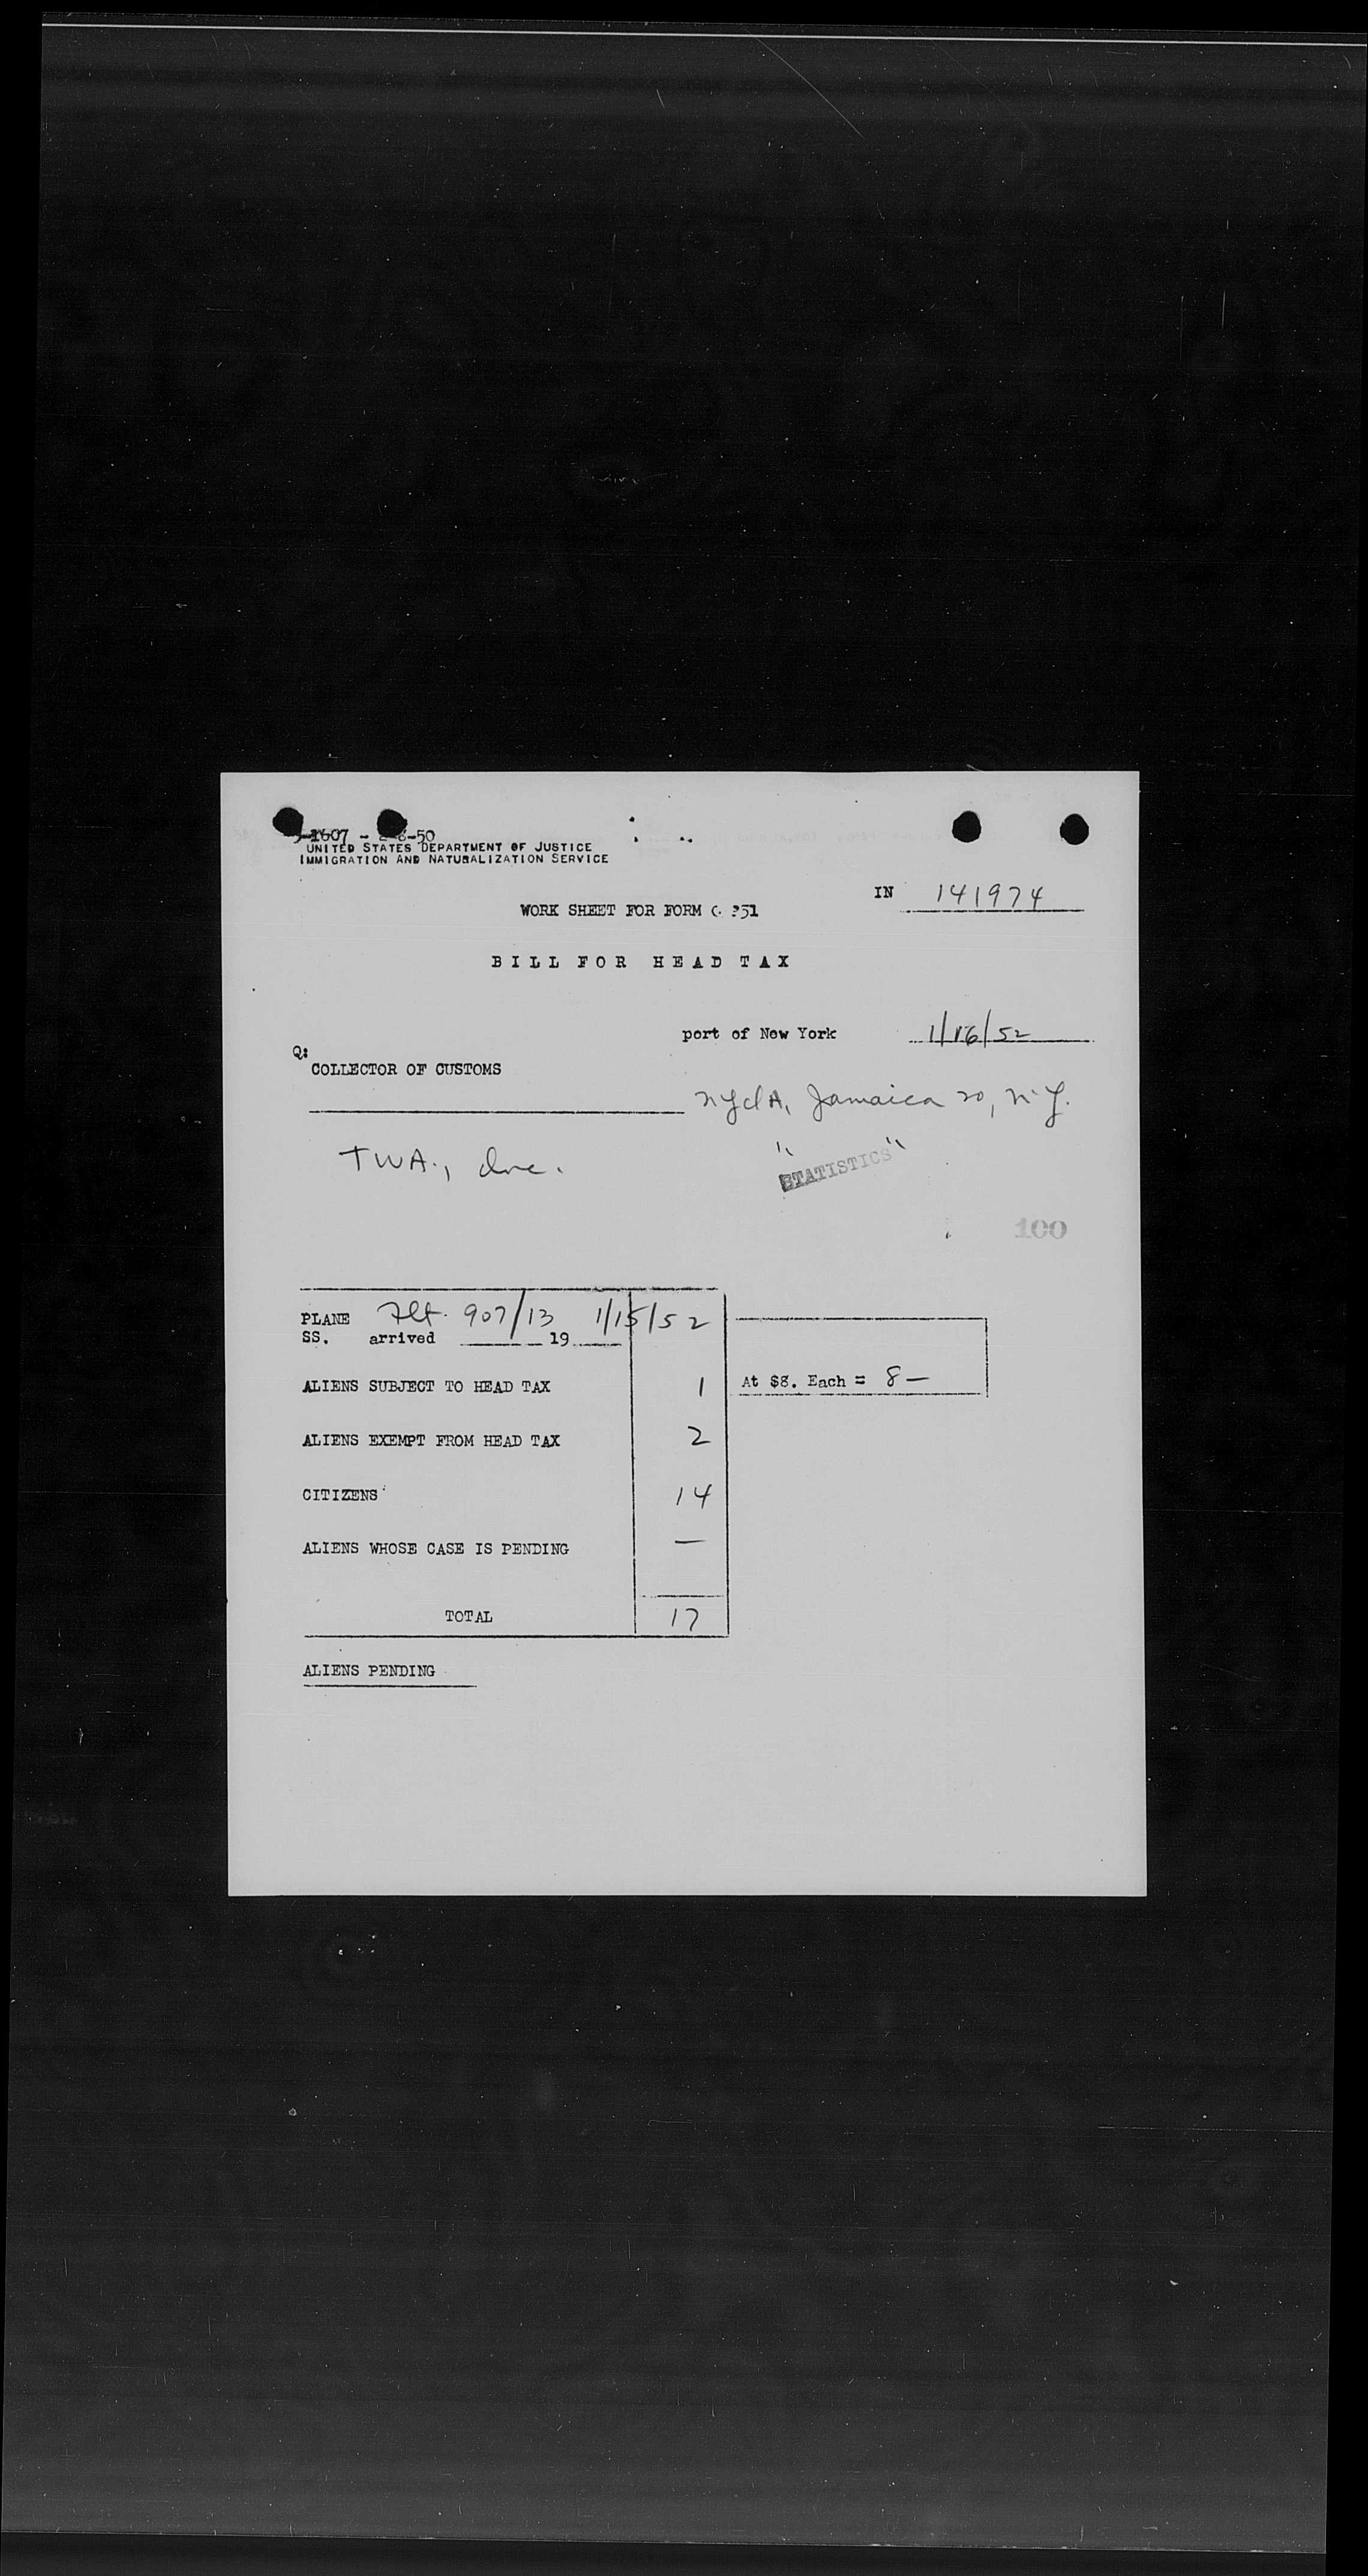 -1607 - -50
UNITED STATES DEPARTMENT OF JUSTICE
IMMIGRATION AND NATURALIZATION SERVICE
IN 141974
WORK SHEET FOR FORM 351
BILL FOR HEAD TAX
port of New York 1/16/52
Q:
COLLECTOR OF CUSTOMS
NYdA, Jamaica 20, N.Y.
TWA., Inc.
"STATISTICS"
100
PLANE Flt. 907/13 1/15/52
SS. arrived 19
ALIENS SUBJECT TO HEAD TAX 1 At $8. Each = 8—
ALIENS EXEMPT FROM HEAD TAX 2
CITIZENS 14
ALIENS WHOSE CASE IS PENDING —
TOTAL 17
ALIENS PENDING